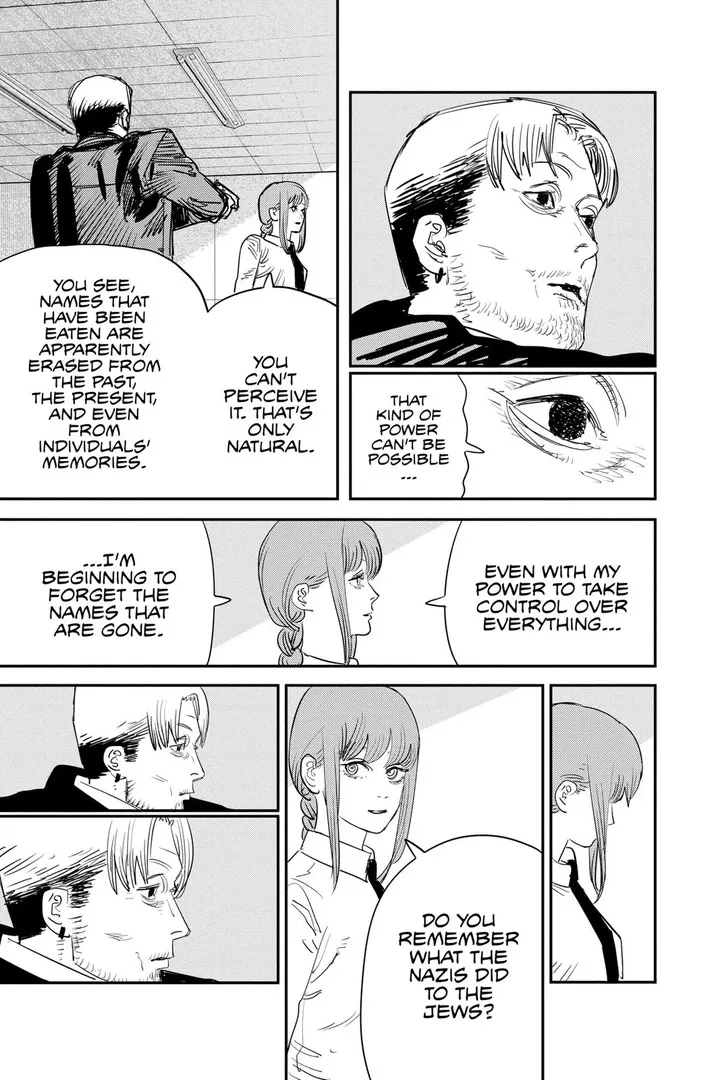 THAT
KIND OF
POWER
CAN'T BE
POSSIBLE
...
YOU
CAN'T
PERCEIVE
IT. THAT'S
ONLY
NATURAL.
YOU SEE,
NAMES THAT
HAVE BEEN
EATEN ARE
APPARENTLY
ERASED FROM
THE PAST,
THE PRESENT,
AND EVEN
FROM
INDIVIDUALS'
MEMORIES.
EVEN WITH MY
POWER TO TAKE
CONTROL OVER
EVERYTHING...
...I'M
BEGINNING TO
FORGET THE
NAMES THAT
ARE GONE.
DO YOU
REMEMBER
WHAT THE
NAZIS DID
TO THE
JEWS?